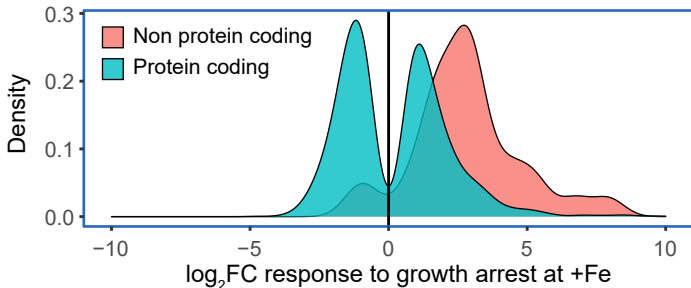 0.3
Non protein coding
Protein coding
0.2
0.1
0.0
Density
−10 −5 0 5 10
log₂FC response to growth arrest at +Fe